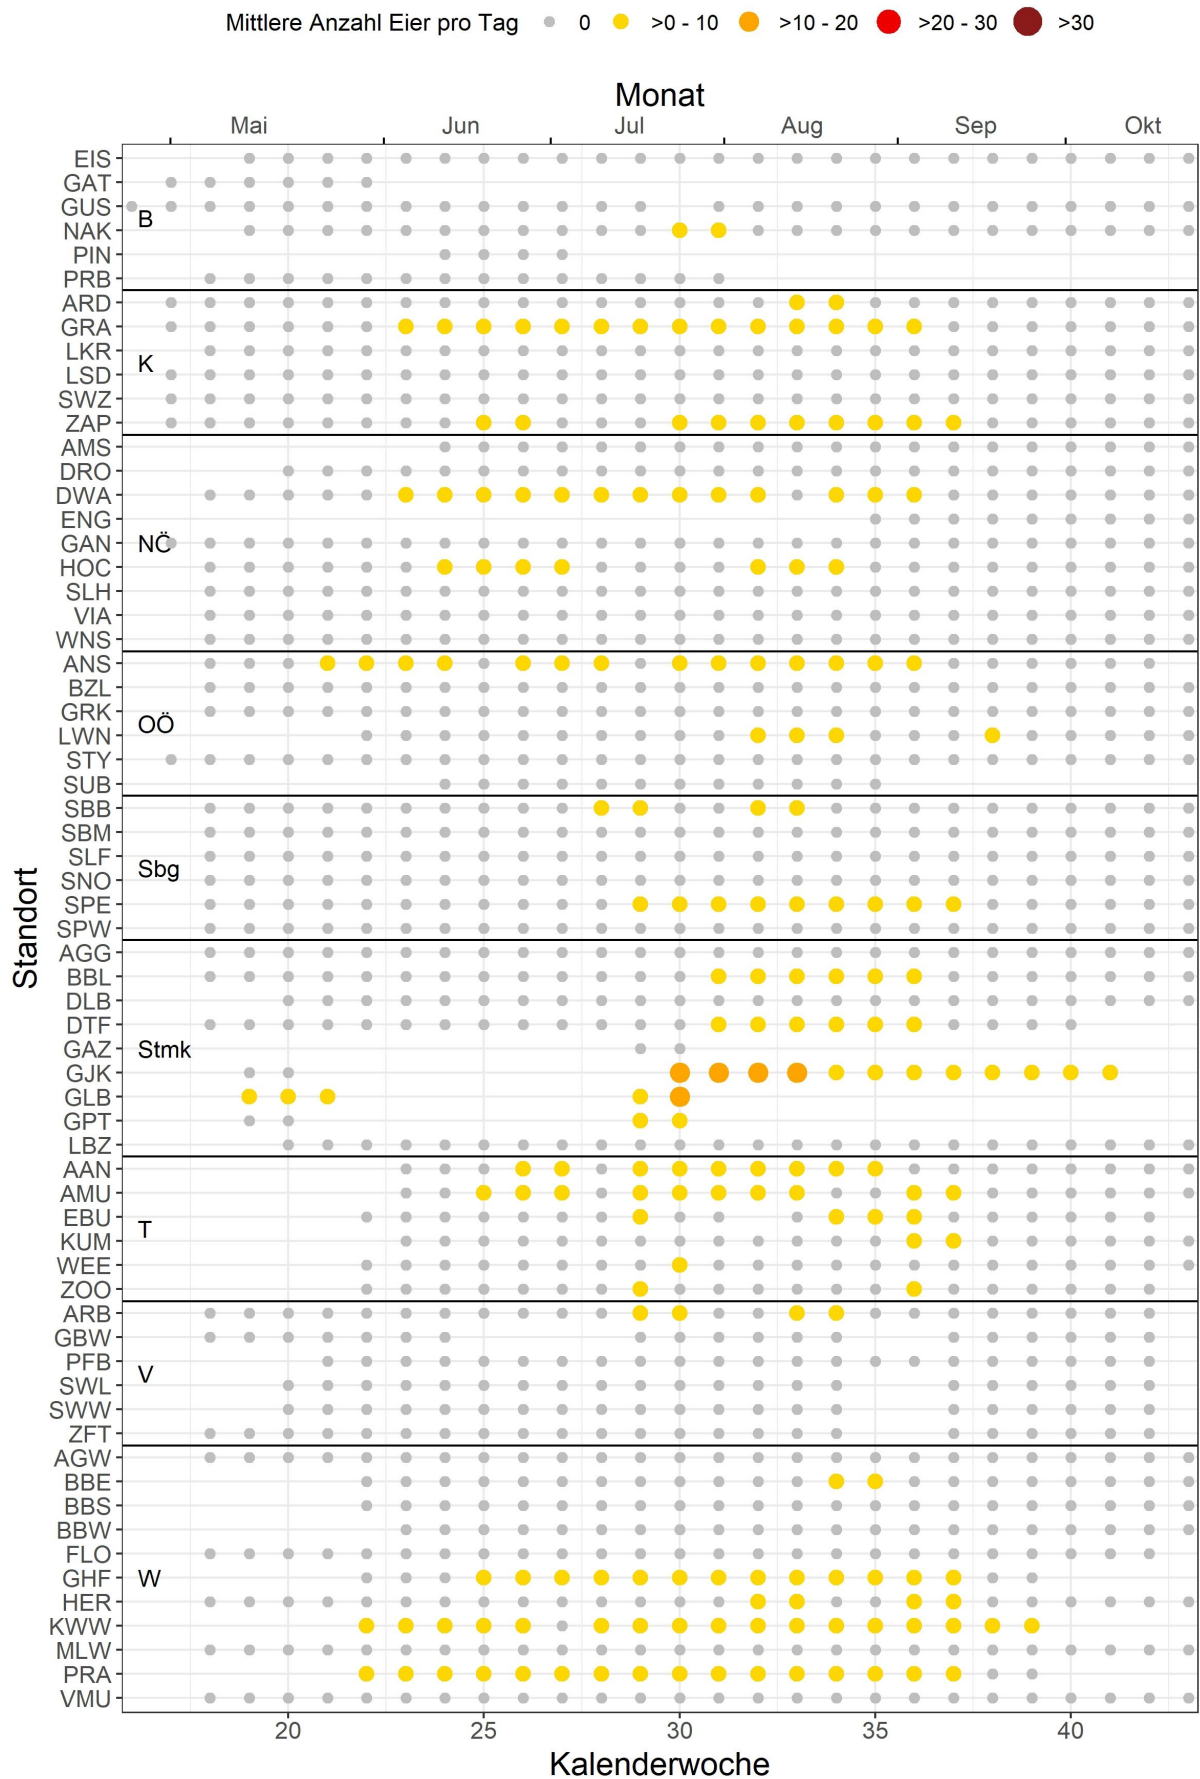 Mittlere Anzahl Eier pro Tag 0 >0 - 10 >10 - 20 >20 - 30 >30
Monat
Mai Jun Jul Aug Sep Okt
EIS
GAT
GUS
B
NAK
PIN
PRB
ARD
GRA
LKR
K
LSD
SWZ
ZAP
AMS
DRO
DWA
ENG
GAN NÖ
HOC
SLH
VIA
WNS
ANS
BZL
GRK
OÖ
LWN
STY
SUB
SBB
SBM
SLF
Sbg
SNO
SPE
SPW
AGG
BBL
DLB
DTF
GAZ Stmk
GJK
GLB
GPT
LBZ
AAN
AMU
EBU
T
KUM
WEE
ZOO
ARB
GBW
PFB
V
SWL
SWW
ZFT
AGW
BBE
BBS
BBW
FLO
GHF W
HER
KWW
MLW
PRA
VMU
Standort
20 25 30 35 40
Kalenderwoche